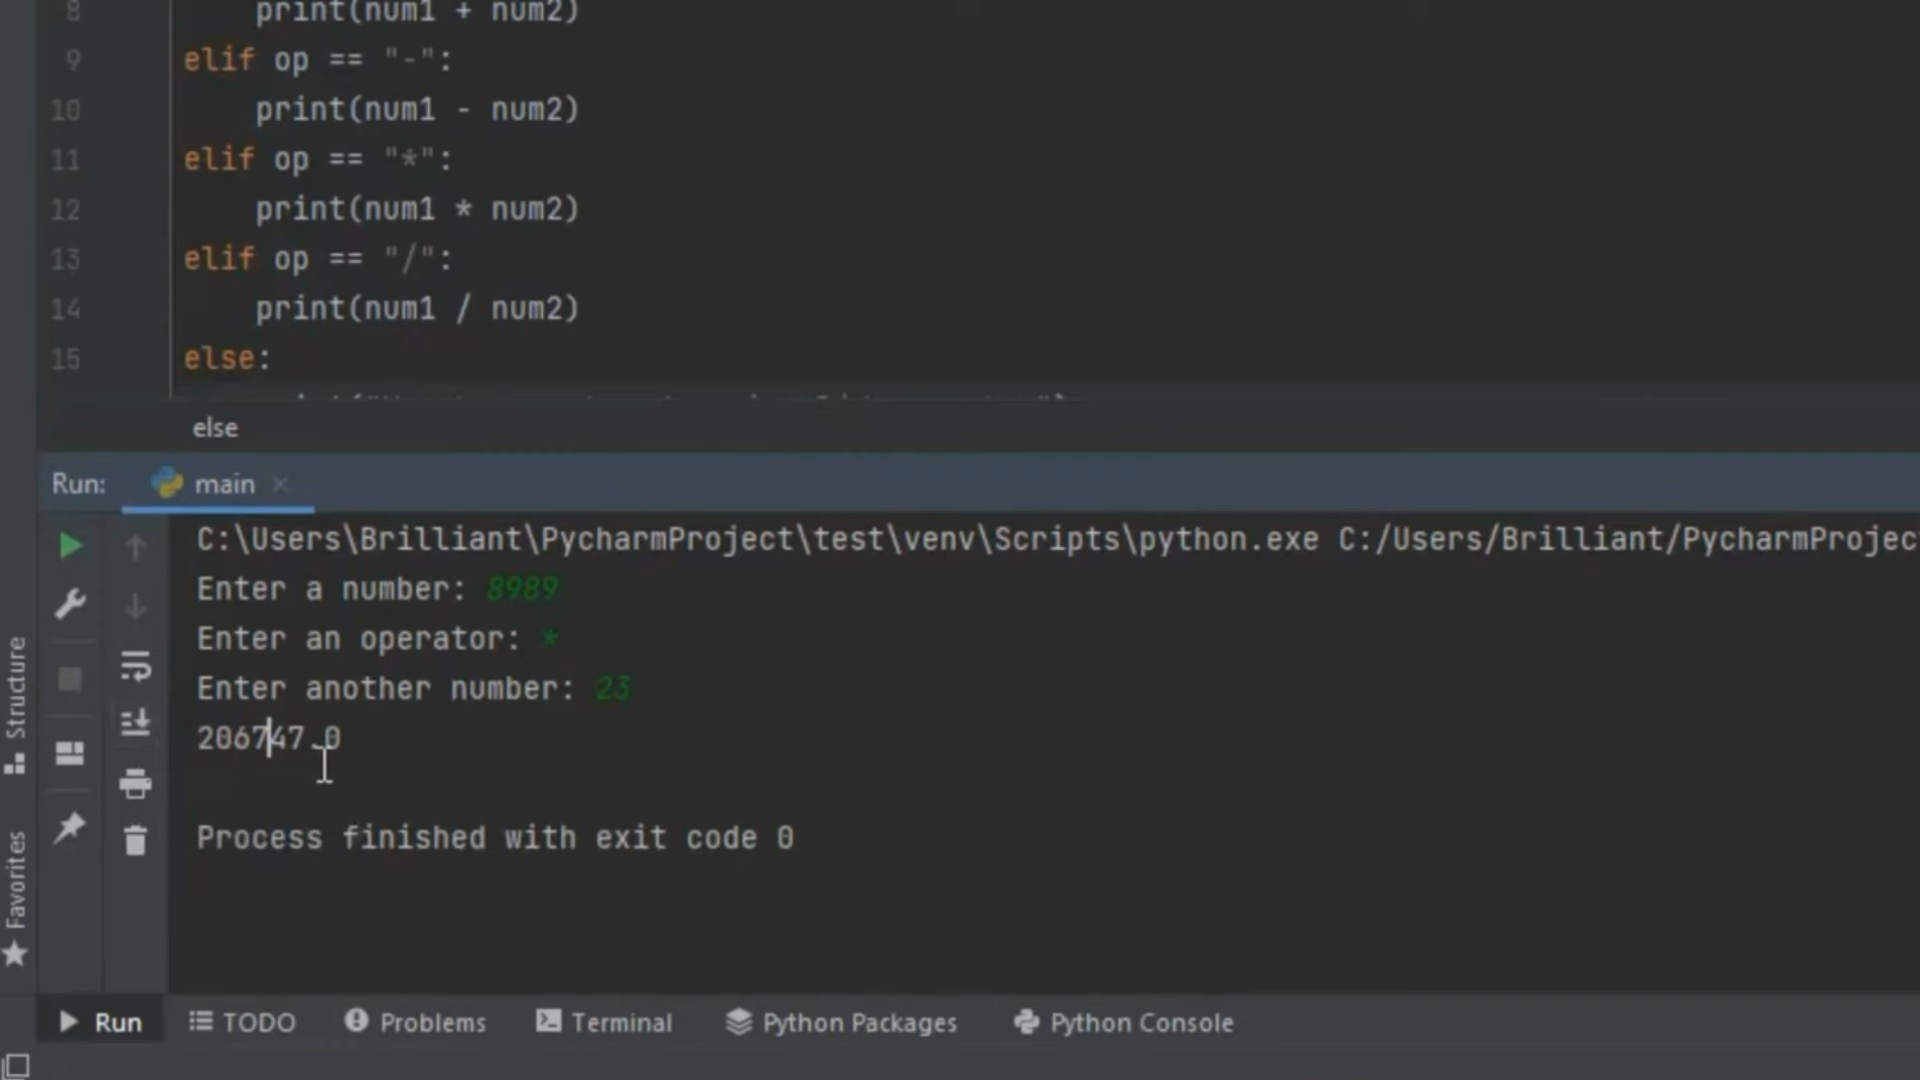 8 print(num1 + num2)
9 elif op == "-":
10 print(num1 - num2)
11 elif op == "*":
12 print(num1 * num2)
13 elif op == "/":
14 print(num1 / num2)
15 else:
else
Run: main
C:\Users\Brilliant\PycharmProject\test\venv\Scripts\python.exe C:/Users/Brilliant/PycharmProjec
Enter a number: 8989
Enter an operator: *
Enter another number: 23
206747.0
Process finished with exit code 0
Structure
Favorites
Run TODO Problems Terminal Python Packages Python Console